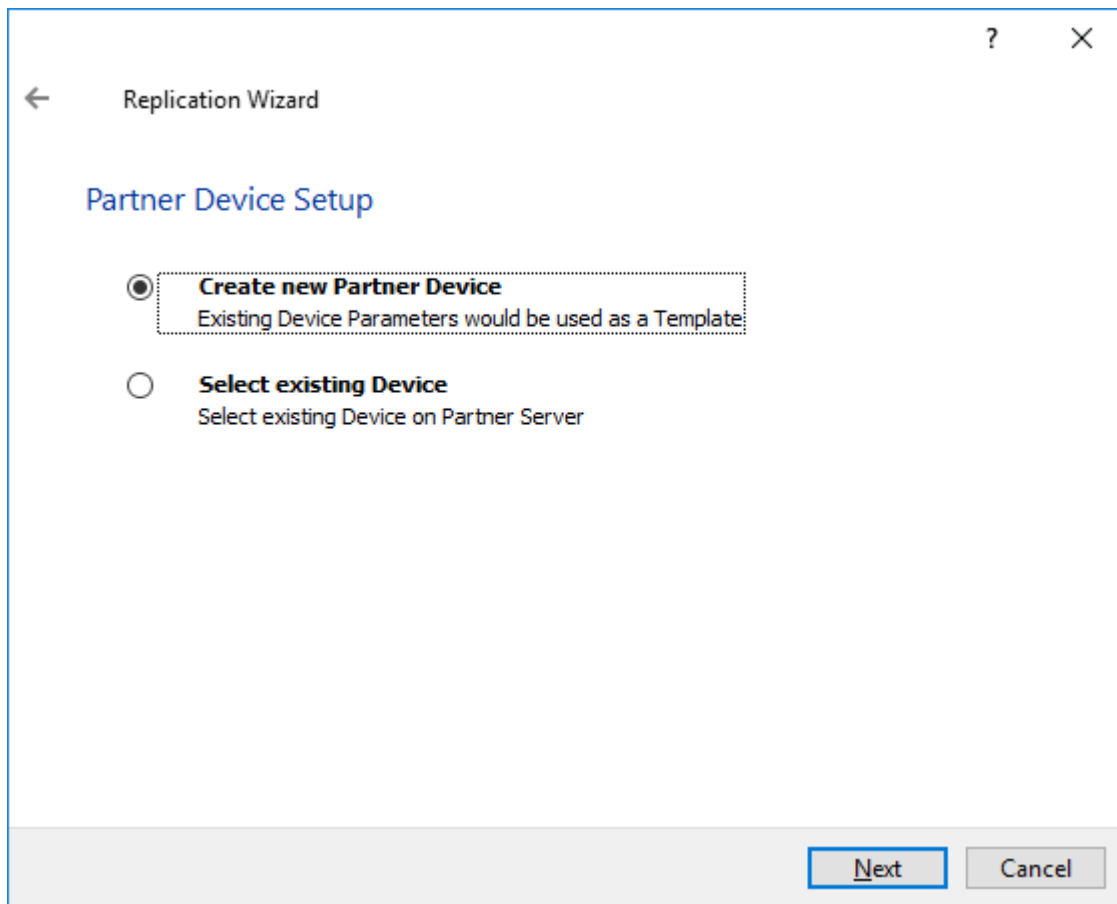 ?
Replication Wizard
Partner Device Setup
Create new Partner Device
Existing Device Parameters would be used as a Template
Select existing Device
Select existing Device on Partner Server
Next
Cancel